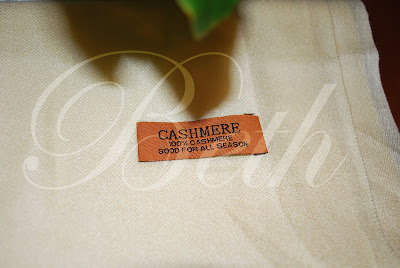 Beth
CASHMERE
100% CASHMERE
GOOD FOR ALL SEASON